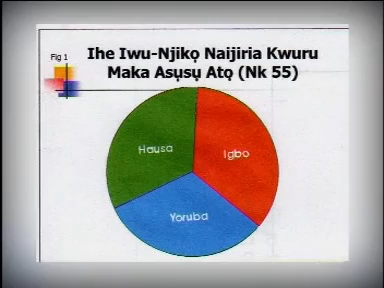 Fig 1
Ihe Iwu-Njikọ Naijiria Kwuru
Maka Asụsụ Atọ (Nk 55)
Hausa
Igbo
Yoruba